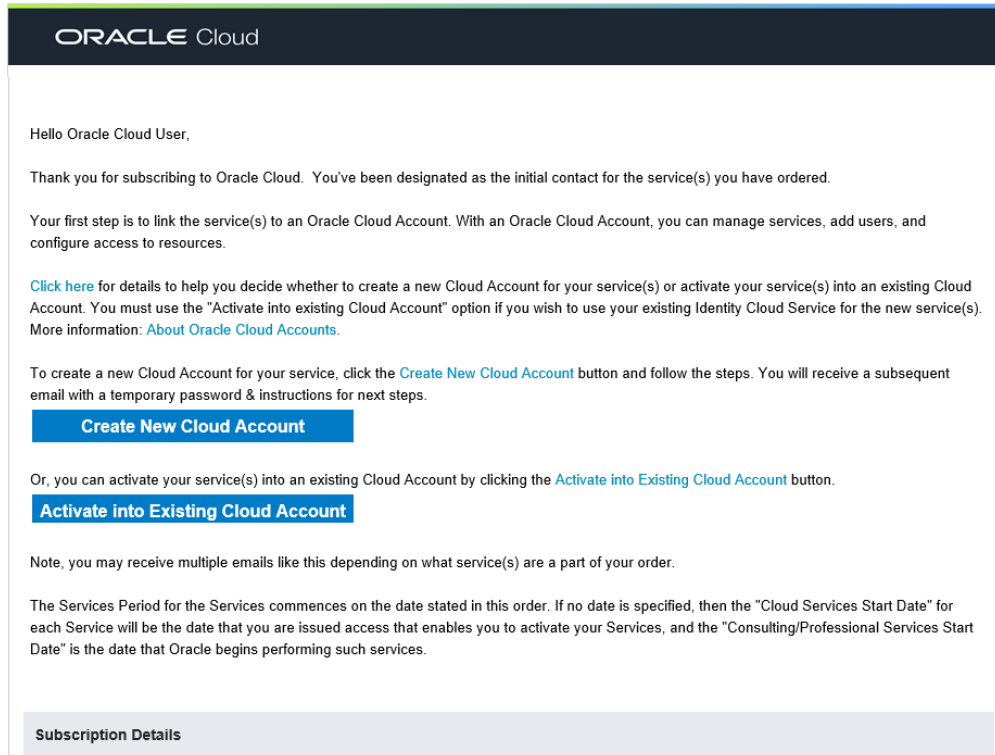 ORACLE Cloud
Hello Oracle Cloud User,
Thank you for subscribing to Oracle Cloud.  You've been designated as the initial contact for the service(s) you have ordered.
Your first step is to link the service(s) to an Oracle Cloud Account. With an Oracle Cloud Account, you can manage services, add users, and
configure access to resources.
Click here for details to help you decide whether to create a new Cloud Account for your service(s) or activate your service(s) into an existing Cloud
Account. You must use the "Activate into existing Cloud Account" option if you wish to use your existing Identity Cloud Service for the new service(s).
More information: About Oracle Cloud Accounts.
To create a new Cloud Account for your service, click the Create New Cloud Account button and follow the steps. You will receive a subsequent
email with a temporary password & instructions for next steps.
Create New Cloud Account
Or, you can activate your service(s) into an existing Cloud Account by clicking the Activate into Existing Cloud Account button.
Activate into Existing Cloud Account
Note, you may receive multiple emails like this depending on what service(s) are a part of your order.
The Services Period for the Services commences on the date stated in this order. If no date is specified, then the "Cloud Services Start Date" for
each Service will be the date that you are issued access that enables you to activate your Services, and the "Consulting/Professional Services Start
Date" is the date that Oracle begins performing such services.
Subscription Details